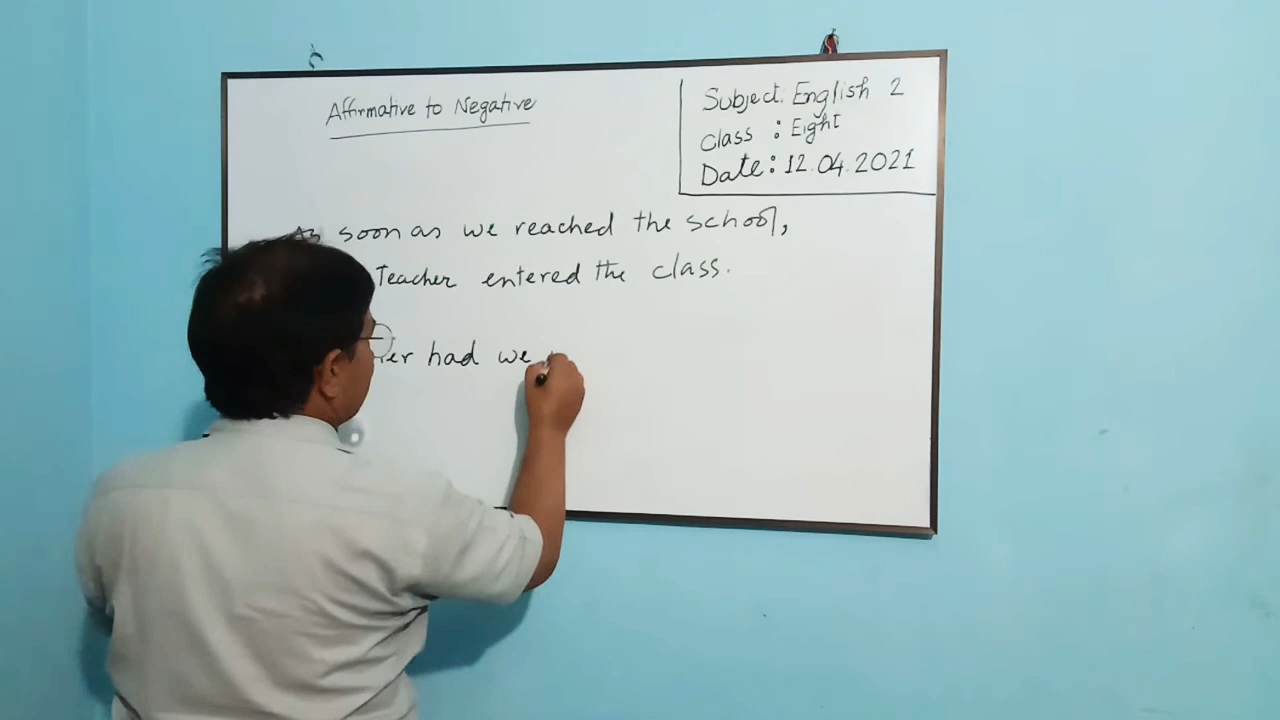 Affirmative to Negative
Subject: English 2
Class : Eight
Date: 12.04.2021
As soon as we reached the school,
Teacher entered the class.
had we